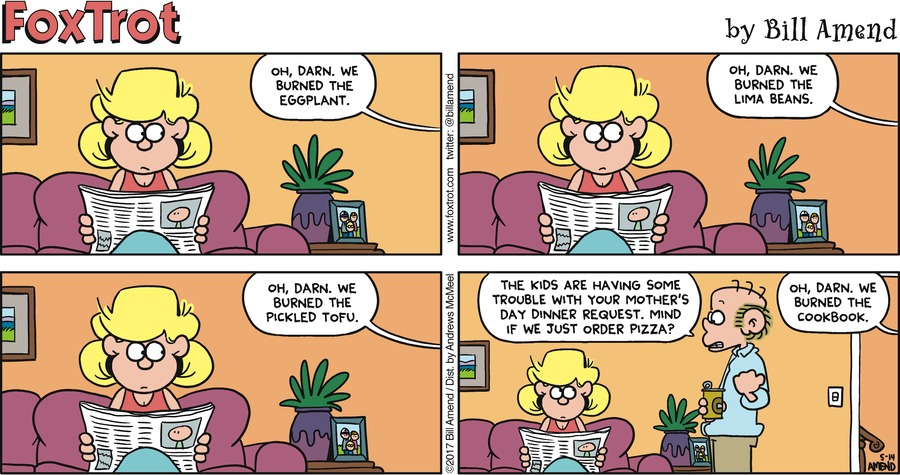 FOXTROT
by Bill Amend
OH, DARN. WE
BURNED THE
EGGPLANT.
www.foxtrot.com twitter: @billamend
OH, DARN. WE
BURNED THE
LIMA BEANS.
OH, DARN. WE
BURNED THE
PICKLED TOFU.
©2017 Bill Amend / Dist. by Andrews McMeel
THE KIDS ARE HAVING SOME
TROUBLE WITH YOUR MOTHER'S
DAY DINNER REQUEST. MIND
IF WE JUST ORDER PIZZA?
OH, DARN. WE
BURNED THE
COOKBOOK.
5-14
AMEND